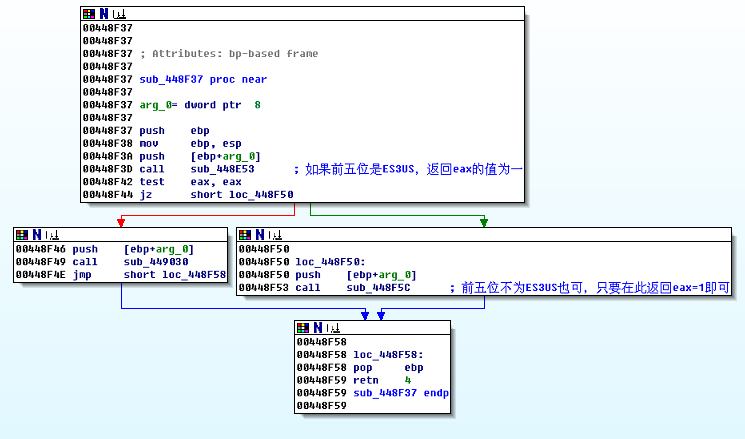 00448F37
00448F37
00448F37 ; Attributes: bp-based frame
00448F37
00448F37 sub_448F37 proc near
00448F37
00448F37 arg_0= dword ptr  8
00448F37
00448F37 push    ebp
00448F38 mov     ebp, esp
00448F3A push    [ebp+arg_0]
00448F3D call    sub_448E53      ; 如果前五位是ES3US，返回eax的值为一
00448F42 test    eax, eax
00448F44 jz      short loc_448F50
00448F46 push    [ebp+arg_0]
00448F49 call    sub_449030
00448F4E jmp     short loc_448F58
00448F50
00448F50 loc_448F50:
00448F50 push    [ebp+arg_0]
00448F53 call    sub_448F5C      ; 前五位不为ES3US也可，只要在此返回eax=1即可
00448F58
00448F58 loc_448F58:
00448F58 pop     ebp
00448F59 retn    4
00448F59 sub_448F37 endp
00448F59